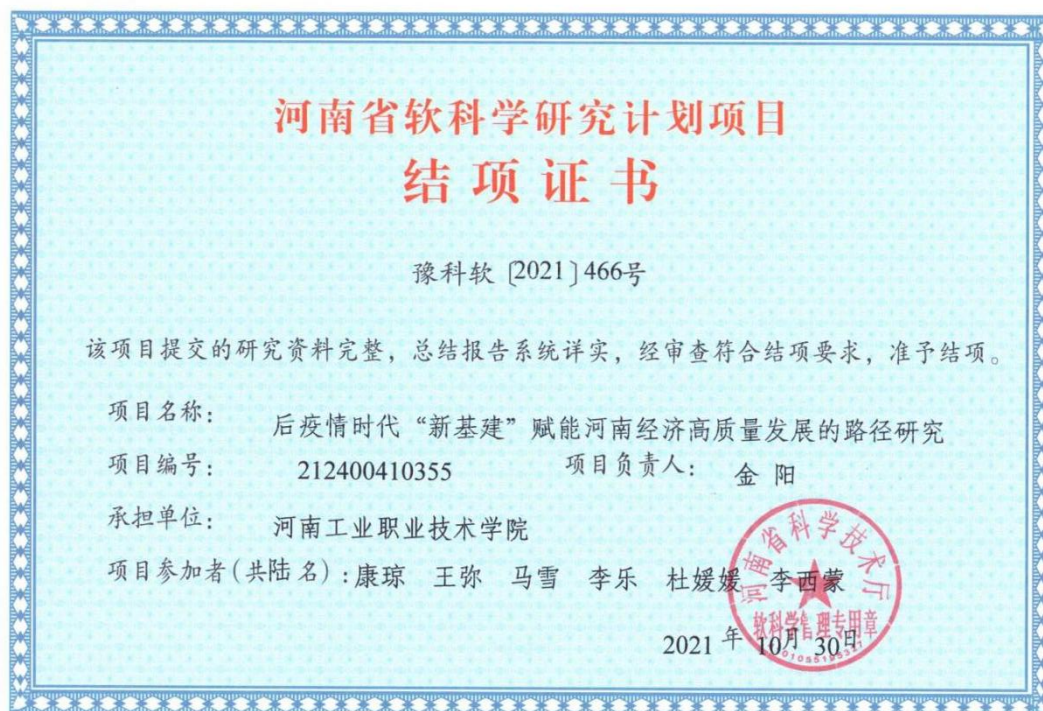 河南省软科学研究计划项目
结项证书
豫科软〔2021〕466号
该项目提交的研究资料完整，总结报告系统详实，经审查符合结项要求，准予结项。
项目名称： 后疫情时代“新基建”赋能河南经济高质量发展的路径研究
项目编号： 212400410355 项目负责人： 金 阳
承担单位： 河南工业职业技术学院
项目参加者(共陆 名)：康琼 王弥 马雪 李乐 杜媛媛 李西蒙
2021 年 10月 30日
河南省科学技术厅
软科学管理专用章